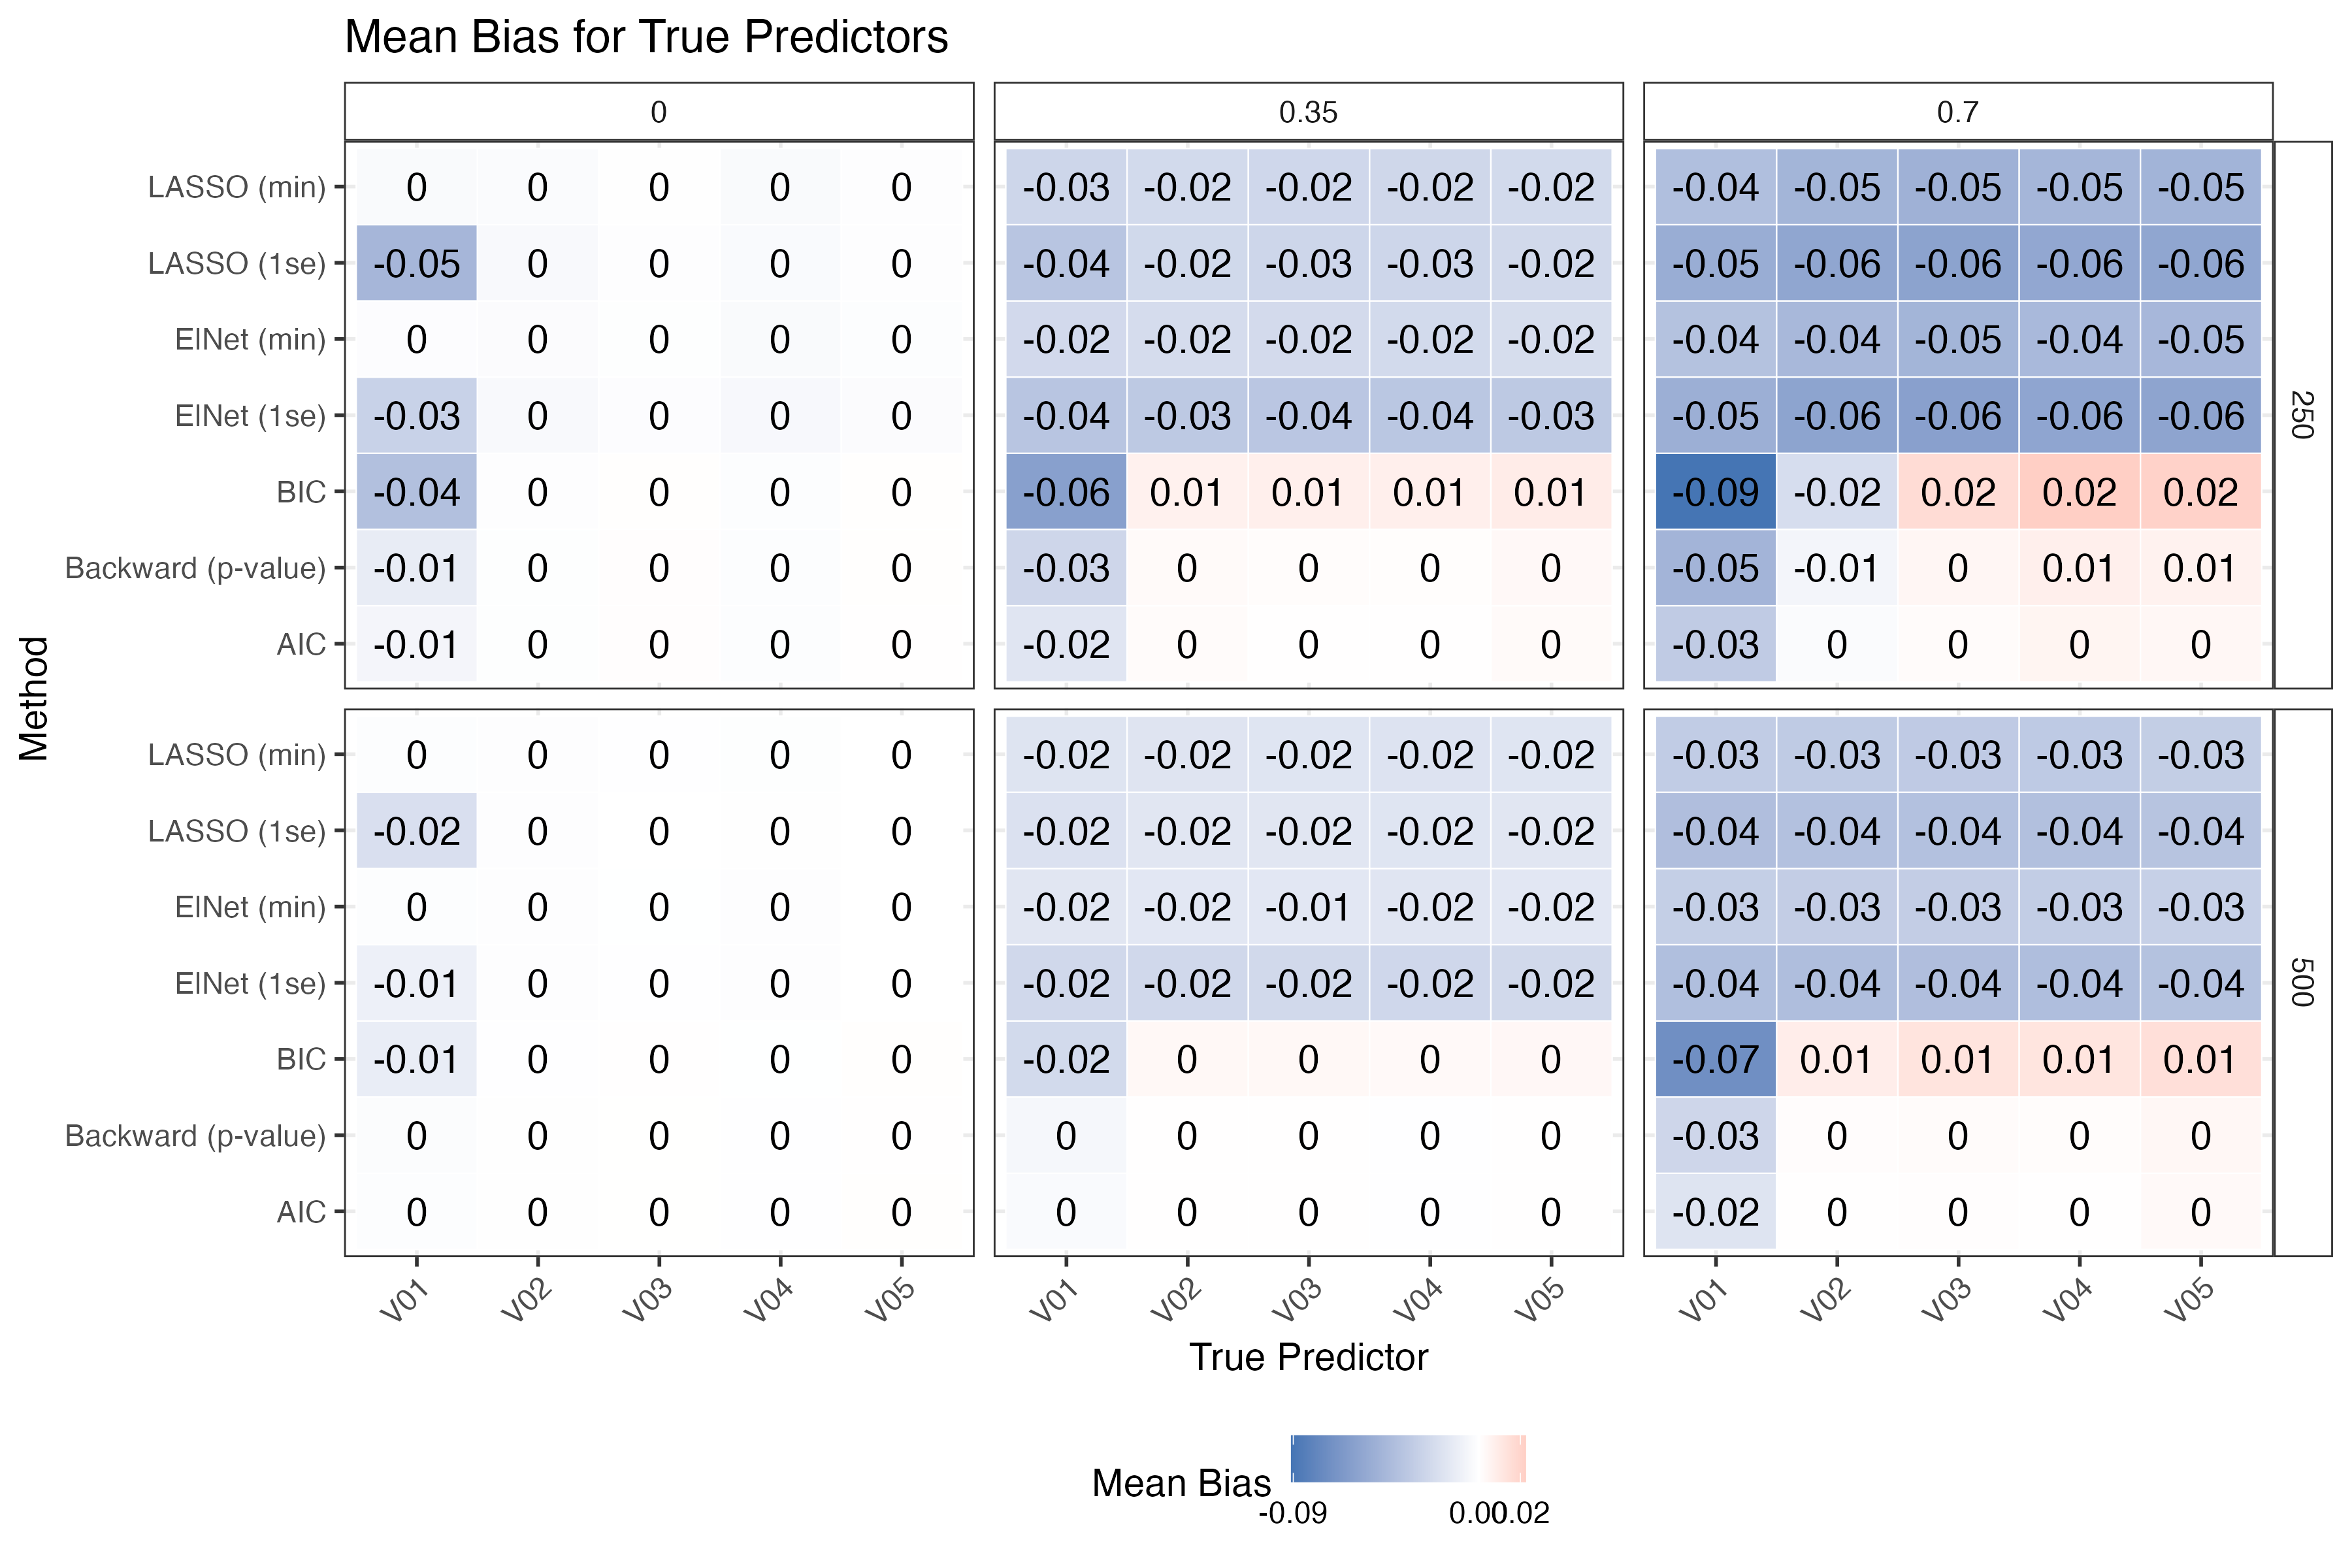 Mean Bias for True Predictors
0 0.35 0.7
LASSO (min) 0 0 0 0 0 -0.03 -0.02 -0.02 -0.02 -0.02 -0.04 -0.05 -0.05 -0.05 -0.05
LASSO (1se) -0.05 0 0 0 0 -0.04 -0.02 -0.03 -0.03 -0.02 -0.05 -0.06 -0.06 -0.06 -0.06
ElNet (min) 0 0 0 0 0 -0.02 -0.02 -0.02 -0.02 -0.02 -0.04 -0.04 -0.05 -0.04 -0.05
ElNet (1se) -0.03 0 0 0 0 -0.04 -0.03 -0.04 -0.04 -0.03 -0.05 -0.06 -0.06 -0.06 -0.06
250
BIC -0.04 0 0 0 0 -0.06 0.01 0.01 0.01 0.01 -0.09 -0.02 0.02 0.02 0.02
Backward (p-value) -0.01 0 0 0 0 -0.03 0 0 0 0 -0.05 -0.01 0 0.01 0.01
AIC -0.01 0 0 0 0 -0.02 0 0 0 0 -0.03 0 0 0 0
Method
LASSO (min) 0 0 0 0 0 -0.02 -0.02 -0.02 -0.02 -0.02 -0.03 -0.03 -0.03 -0.03 -0.03
LASSO (1se) -0.02 0 0 0 0 -0.02 -0.02 -0.02 -0.02 -0.02 -0.04 -0.04 -0.04 -0.04 -0.04
ElNet (min) 0 0 0 0 0 -0.02 -0.02 -0.01 -0.02 -0.02 -0.03 -0.03 -0.03 -0.03 -0.03
ElNet (1se) -0.01 0 0 0 0 -0.02 -0.02 -0.02 -0.02 -0.02 -0.04 -0.04 -0.04 -0.04 -0.04
500
BIC -0.01 0 0 0 0 -0.02 0 0 0 0 -0.07 0.01 0.01 0.01 0.01
Backward (p-value) 0 0 0 0 0 0 0 0 0 0 -0.03 0 0 0 0
AIC 0 0 0 0 0 0 0 0 0 0 -0.02 0 0 0 0
V01 V02 V03 V04 V05 V01 V02 V03 V04 V05 V01 V02 V03 V04 V05
True Predictor
Mean Bias
-0.09 0.00 0.02